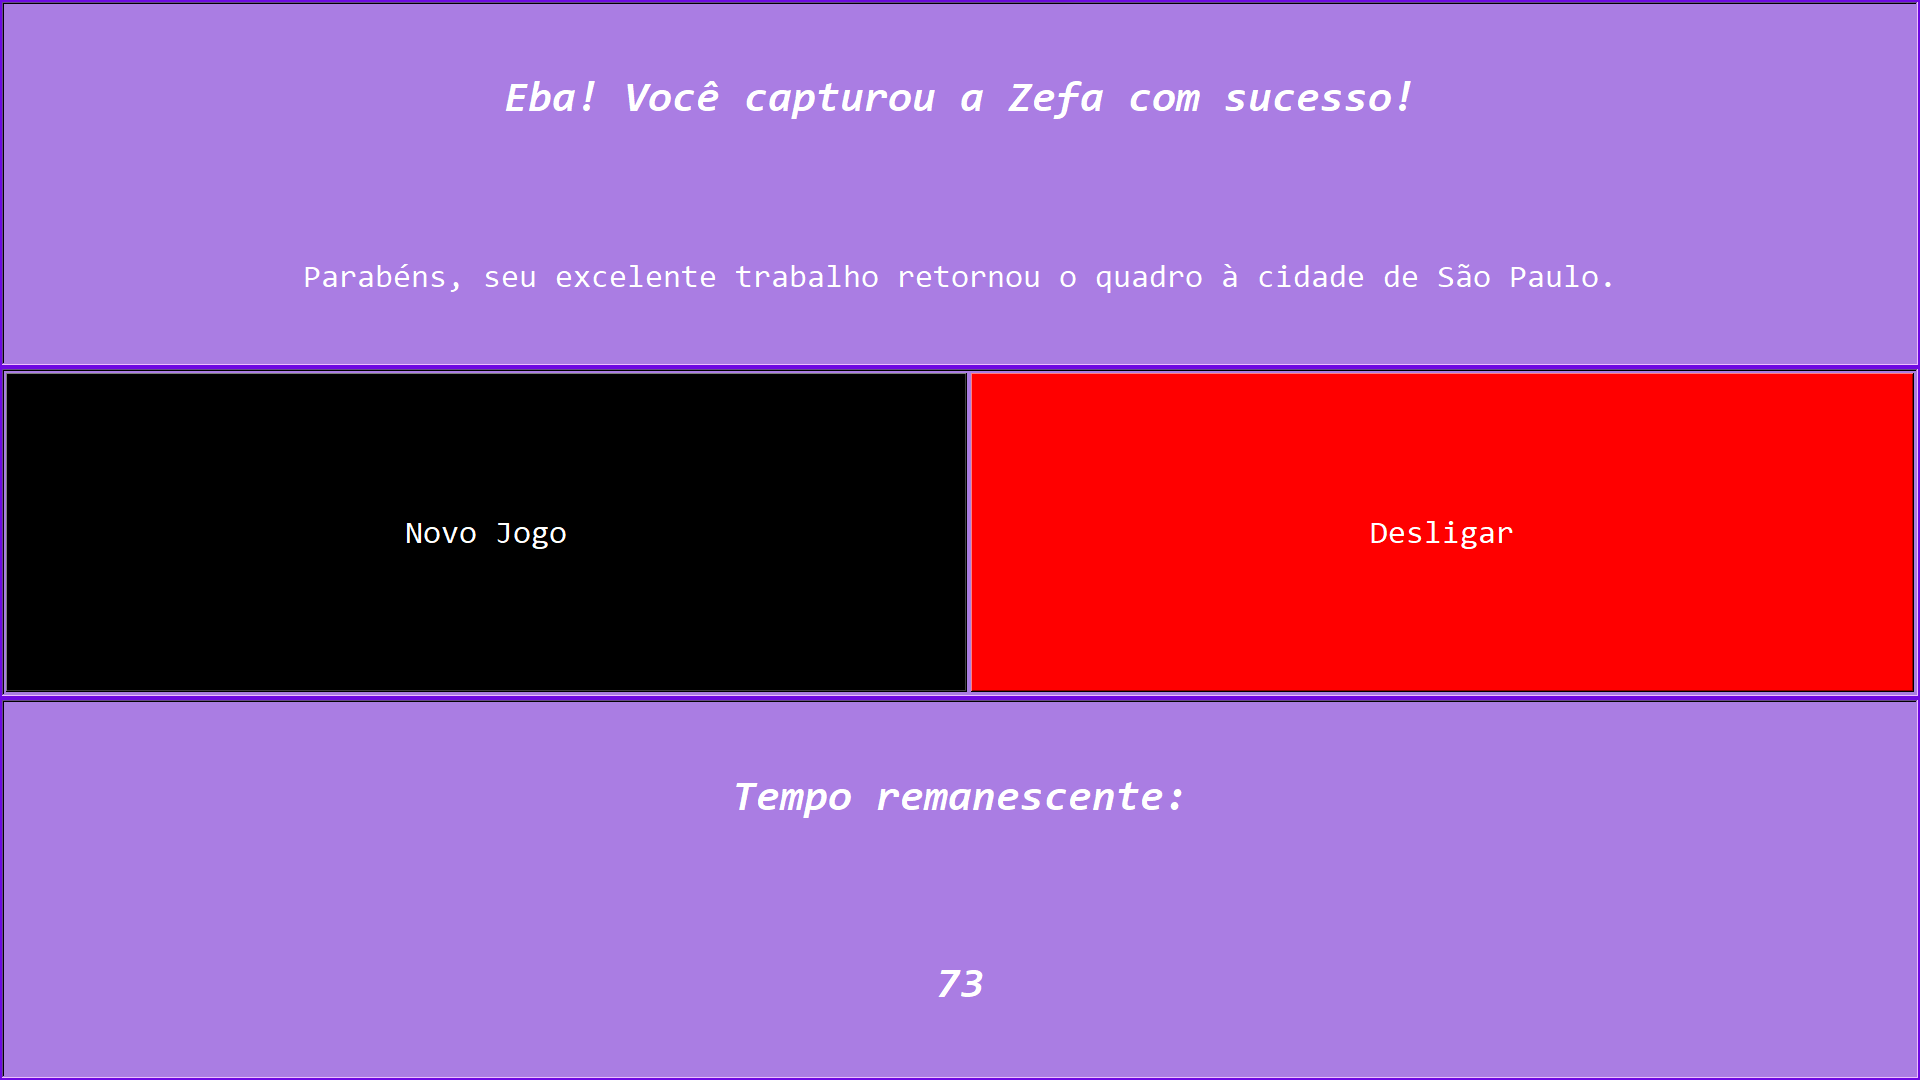 Eba! Você capturou a Zefa com sucesso!
Parabéns, seu excelente trabalho retornou o quadro à cidade de São Paulo.
Novo Jogo
Desligar
Tempo remanescente:
73